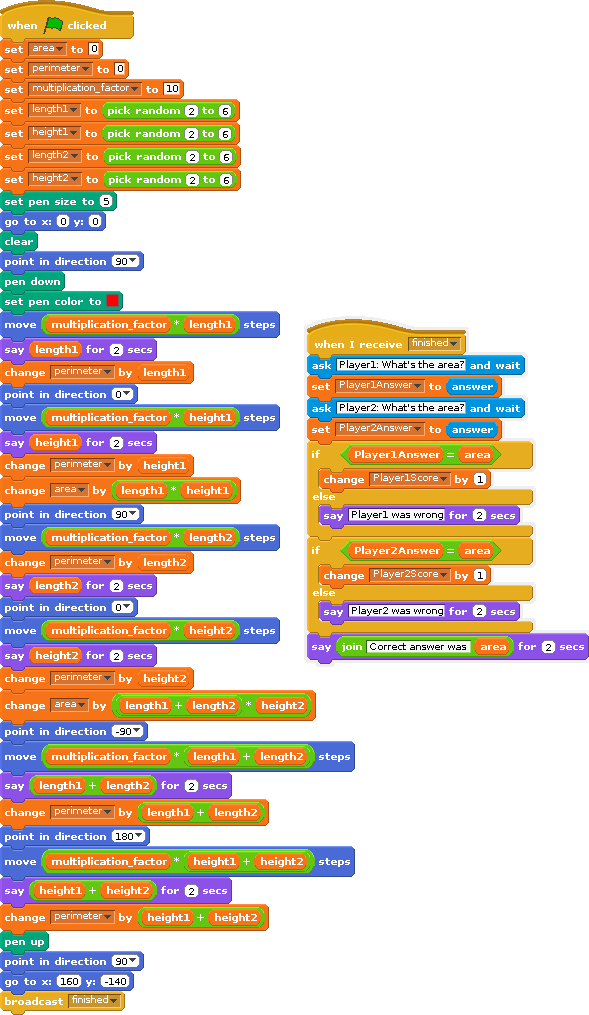 when clicked
set area to 0
set perimeter to 0
set multiplication_factor to 10
set length1 to pick random 2 to 6
set height1 to pick random 2 to 6
set length2 to pick random 2 to 6
set height2 to pick random 2 to 6
set pen size to 5
go to x: 0 y: 0
clear
point in direction 90
pen down
set pen color to
move multiplication_factor * length1 steps
say length1 for 2 secs
change perimeter by length1
point in direction 0
move multiplication_factor * height1 steps
say height1 for 2 secs
change perimeter by height1
change area by length1 * height1
point in direction 90
move multiplication_factor * length2 steps
change perimeter by length2
say length2 for 2 secs
point in direction 0
move multiplication_factor * height2 steps
say height2 for 2 secs
change perimeter by height2
change area by length1 + length2 * height2
point in direction -90
move multiplication_factor * length1 + length2 steps
say length1 + length2 for 2 secs
change perimeter by length1 + length2
point in direction 180
move multiplication_factor * height1 + height2 steps
say height1 + height2 for 2 secs
change perimeter by height1 + height2
pen up
point in direction 90
go to x: 160 y: -140
broadcast finished
when I receive finished
ask Player1: What's the area? and wait
set Player1Answer to answer
ask Player2: What's the area? and wait
set Player2Answer to answer
if Player1Answer = area
change Player1Score by 1
else
say Player1 was wrong for 2 secs
if Player2Answer = area
change Player2Score by 1
else
say Player2 was wrong for 2 secs
say join Correct answer was area for 2 secs